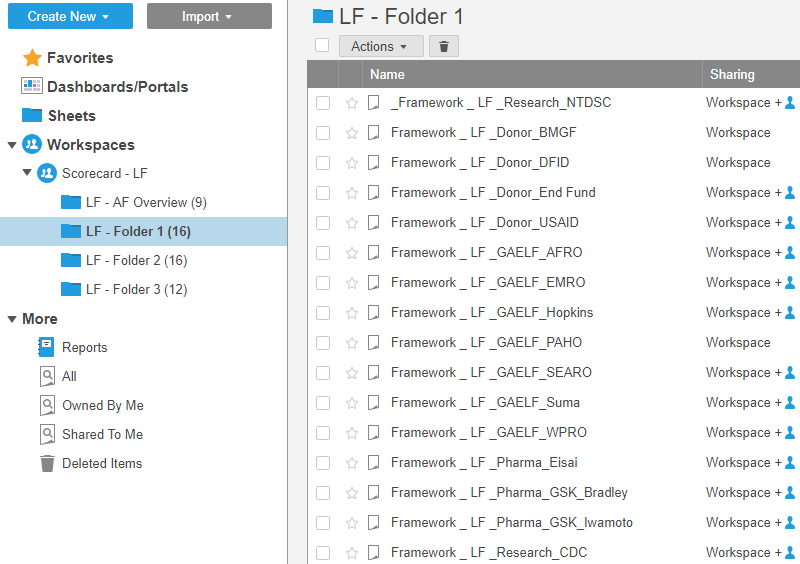 Create New
Import
Favorites
Dashboards/Portals
Sheets
Workspaces
Scorecard - LF
LF - AF Overview (9)
LF - Folder 1 (16)
LF - Folder 2 (16)
LF - Folder 3 (12)
More
Reports
All
Owned By Me
Shared To Me
Deleted Items
LF - Folder 1
Actions
Name Sharing
_Framework _ LF _Research_NTDSC Workspace +
Framework _ LF _Donor_BMGF Workspace
Framework _ LF _Donor_DFID Workspace
Framework _ LF _Donor_End Fund Workspace +
Framework _ LF _Donor_USAID Workspace +
Framework _ LF _GAELF_AFRO Workspace +
Framework _ LF _GAELF_EMRO Workspace +
Framework _ LF _GAELF_Hopkins Workspace +
Framework _ LF _GAELF_PAHO Workspace
Framework _ LF _GAELF_SEARO Workspace +
Framework _ LF _GAELF_Suma Workspace +
Framework _ LF _GAELF_WPRO Workspace +
Framework _ LF _Pharma_Eisai Workspace +
Framework _ LF _Pharma_GSK_Bradley Workspace +
Framework _ LF _Pharma_GSK_Iwamoto Workspace +
Framework _ LF _Research_CDC Workspace +